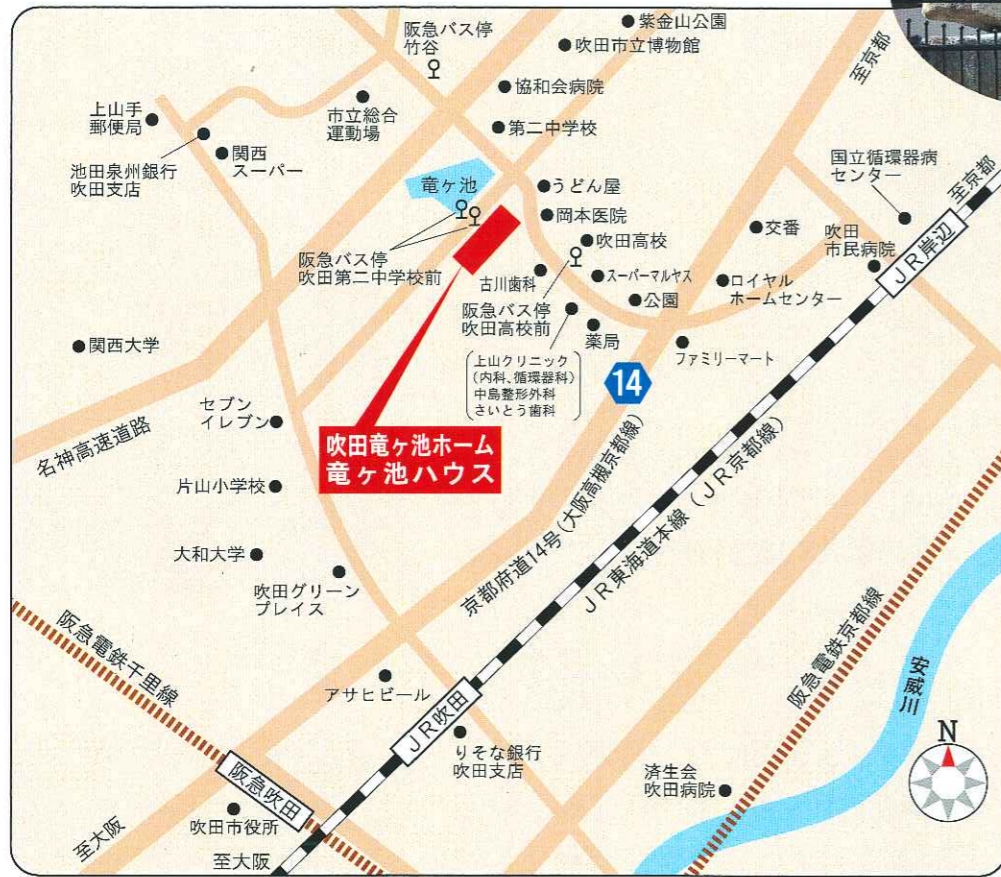 紫金山公園
吹田市立博物館
至京都
阪急バス停
竹谷
協和会病院
上山手
郵便局
市立総合
運動場
第二中学校
池田泉州銀行
吹田支店
関西
スーパー
国立循環器病
センター
至京都
竜ヶ池
うどん屋
岡本医院
吹田高校
交番
吹田
市民病院
JR岸辺
阪急バス停
吹田第二中学校前
古川歯科
スーパーマルヤス
ロイヤル
ホームセンター
阪急バス停
吹田高校前
公園
薬局
ファミリーマート
関西大学
上山クリニック
(内科、循環器科)
中島整形外科
さいとう歯科
14
セブン
イレブン
名神高速道路
吹田竜ヶ池ホーム
竜ヶ池ハウス
片山小学校
京都府道14号(大阪高槻京都線)
JR東海道本線(JR京都線)
大和大学
吹田グリーン
プレイス
阪急電鉄千里線
阪急電鉄京都線
安威川
アサヒビール
JR吹田
N
りそな銀行
吹田支店
済生会
吹田病院
阪急吹田
吹田市役所
至大阪
至大阪